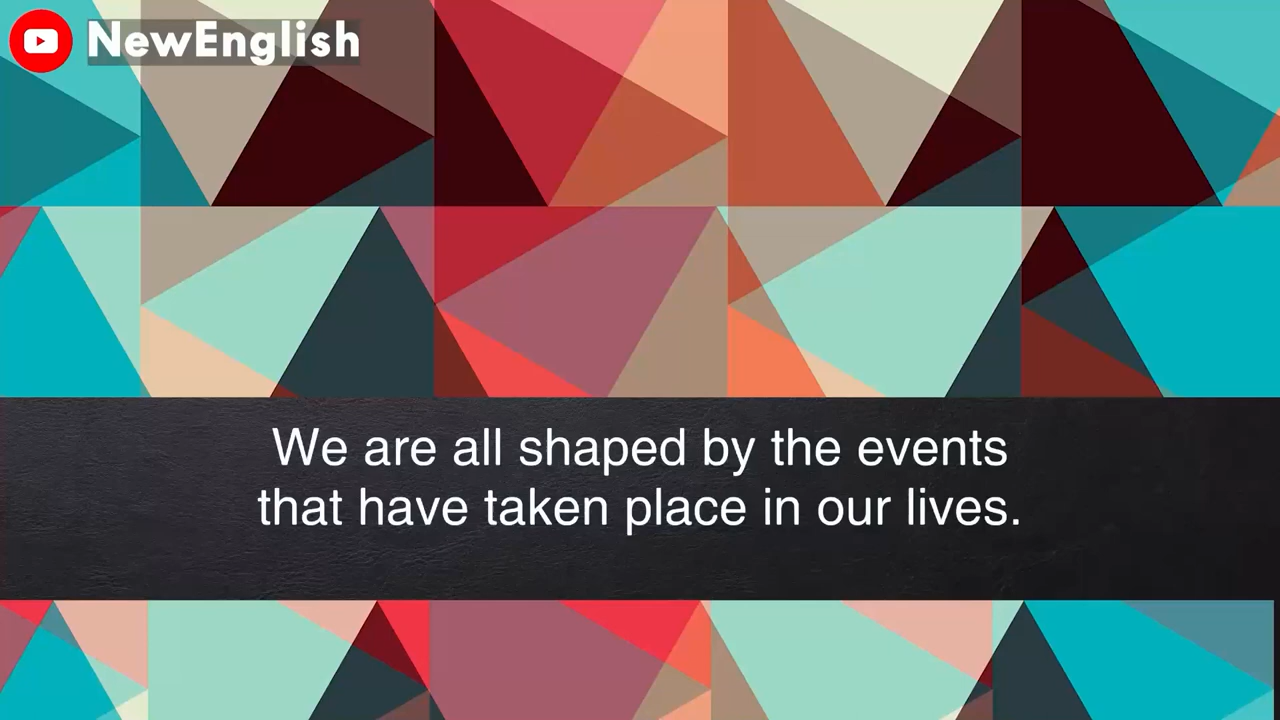 NewEnglish
We are all shaped by the events
that have taken place in our lives.